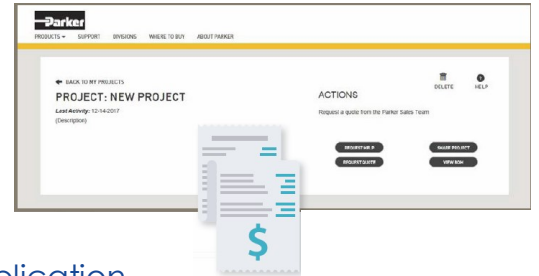 Parker
PRODUCTS SUPPORT DIVISIONS WHERE TO BUY ABOUT PARKER
BACK TO MY PROJECTS
PROJECT: NEW PROJECT
Last Activity: 12-14-2017
(Description)
ACTIONS
Request a quote from the Parker Sales Team
DELETE HELP
REQUEST HELP SHARE PROJECT
REQUEST QUOTE VIEW BOM
$